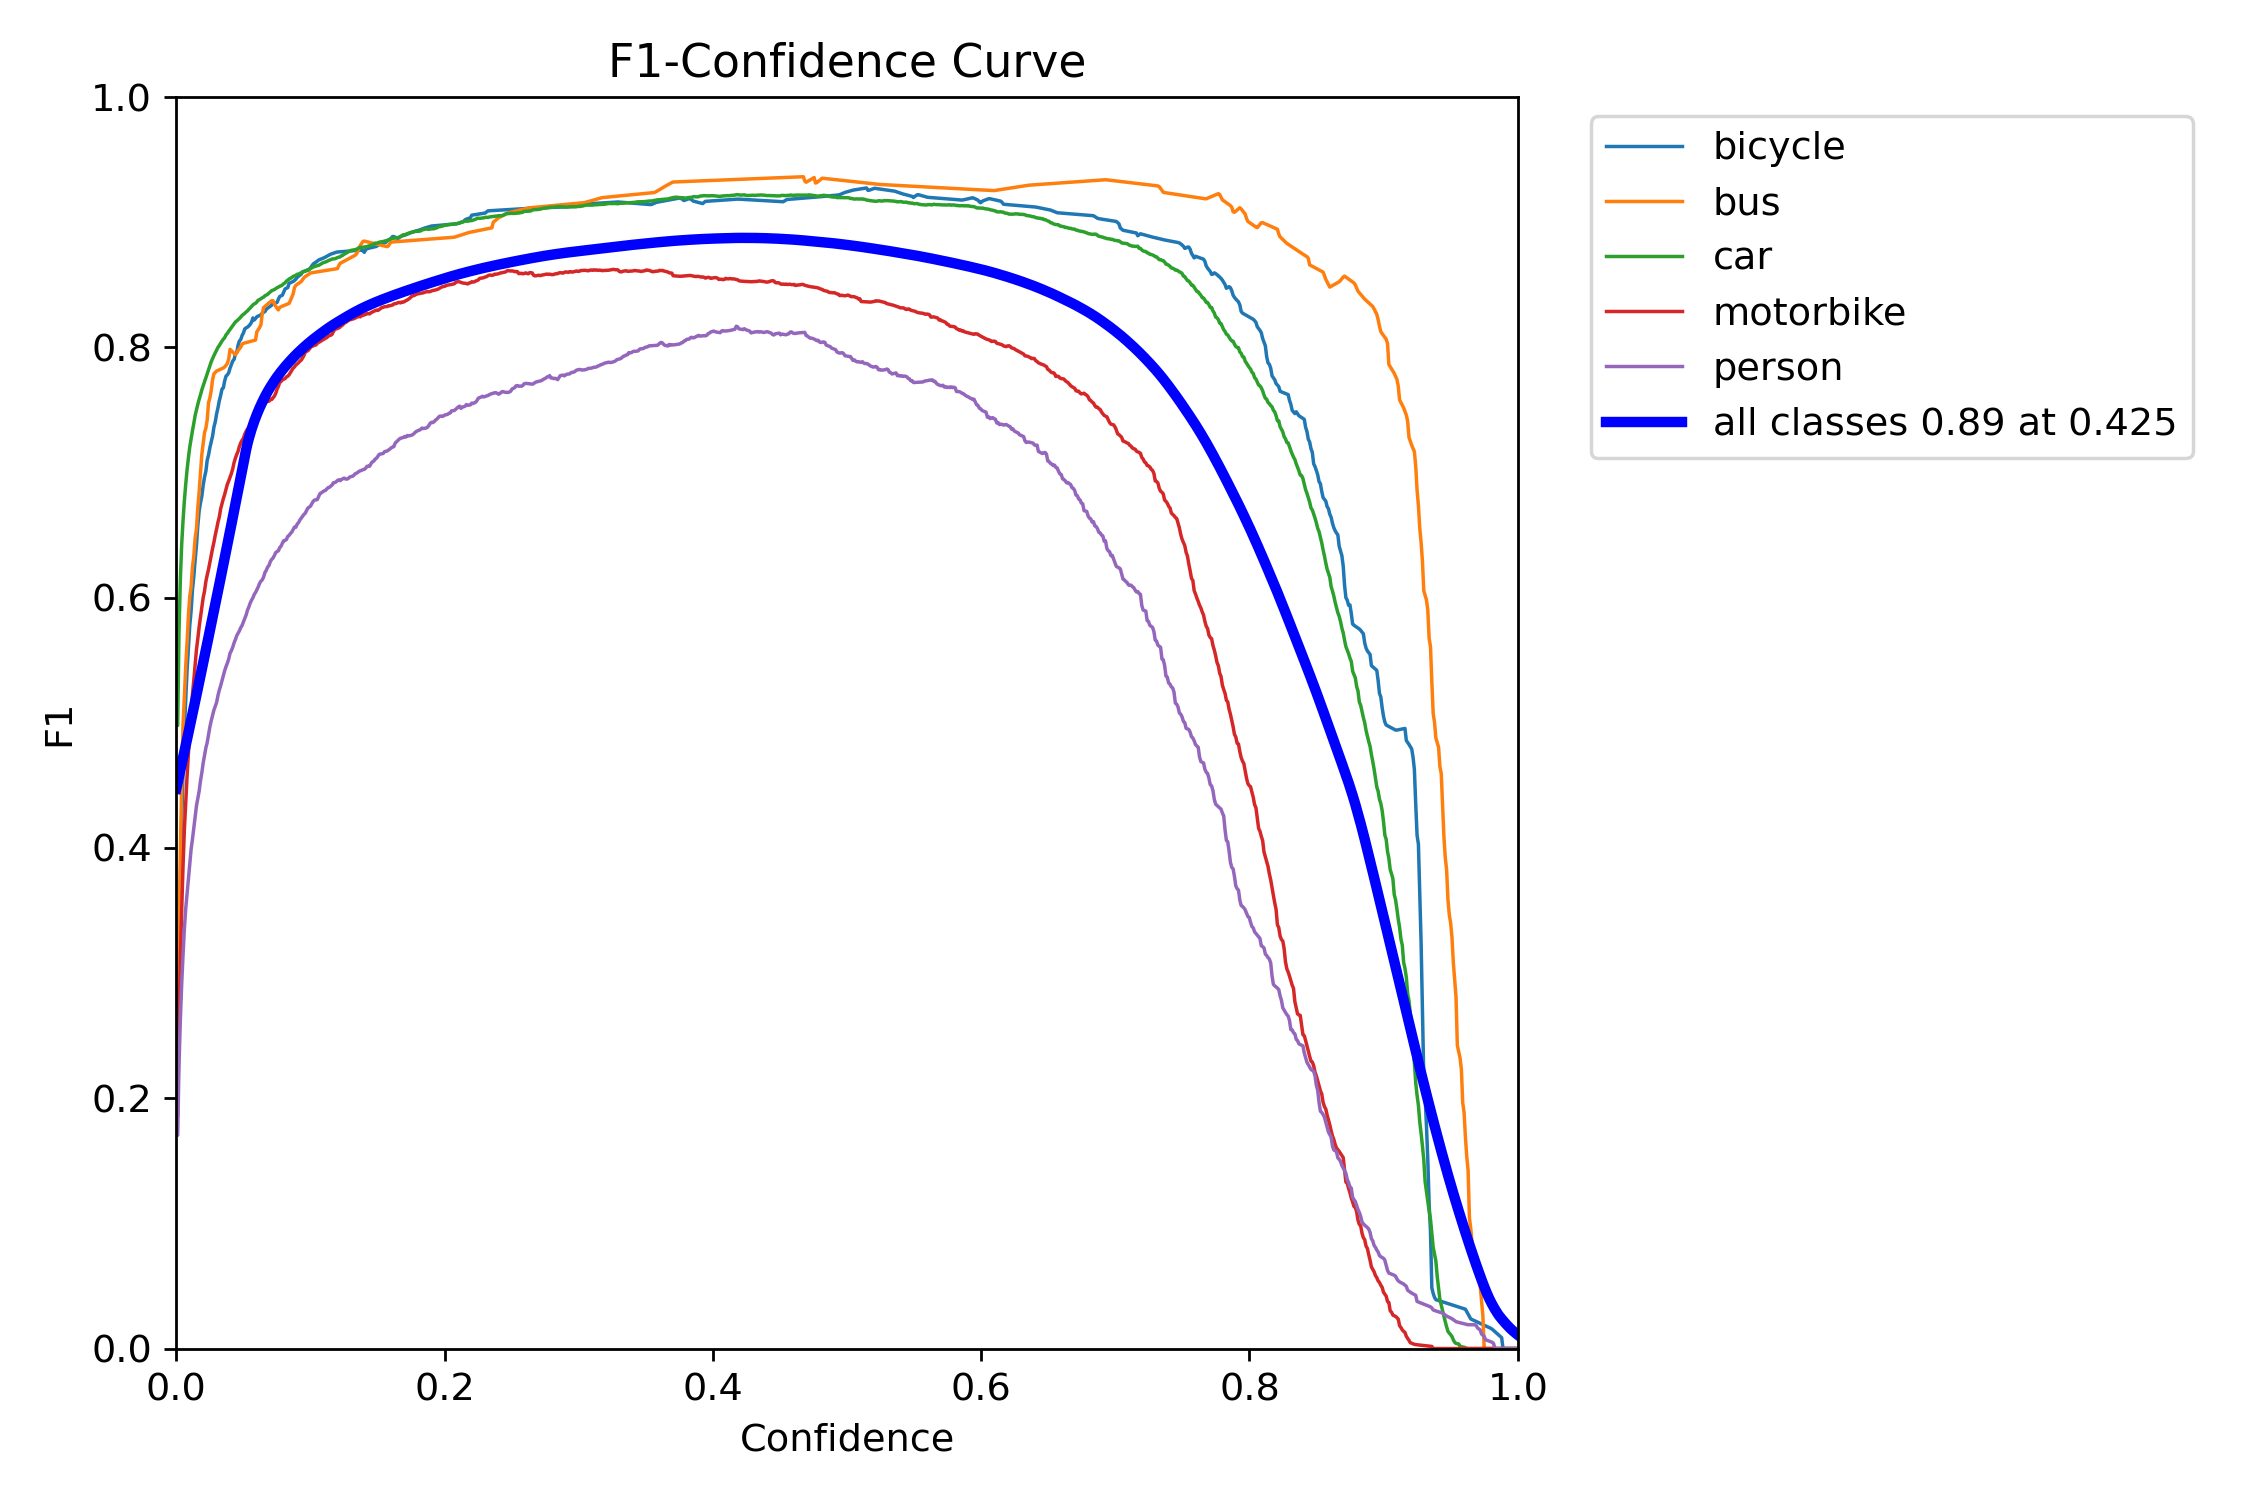 F1-Confidence Curve
1.0
0.8
0.6
0.4
0.2
0.0
F1
0.0 0.2 0.4 0.6 0.8 1.0
Confidence
bicycle
bus
car
motorbike
person
all classes 0.89 at 0.425